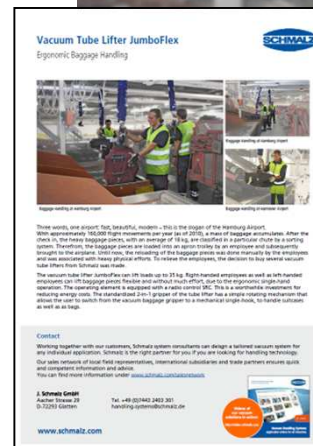 Vacuum Tube Lifter JumboFlex
SCHMALZ
Ergonomic Baggage Handling
Baggage handling at Hamburg Airport
Baggage handling at Hamburg Airport
Baggage handling at Hannover Airport
Three words, one airport: fast, beautiful, modern – this is the slogan of the Hamburg Airport.
With approximately 160,000 flight movements per year (as of 2010), a mass of baggage accumulates. After the
check in, the heavy baggage pieces, with an average of 18 kg, are classified in a particular chute by a sorting
system. Therefrom, the baggage pieces are loaded into an apron trolley by an employee and subsequently
brought to the airplane. Until now, the reloading of the baggage pieces was done manually by the employees
and was associated with heavy physical efforts. To relieve the employees, the decision to buy several vacuum
tube lifters from Schmalz was made.
The vacuum tube lifter JumboFlex can lift loads up to 35 kg. Right-handed employees as well as left-handed
employees can lift baggage pieces flexible and without much effort, due to the ergonomic single-hand
operation. The operating element is equipped with a radio control SRC. This is a worthwhile investment for
reducing energy costs. The standardized 2-in-1 gripper of the tube lifter has a simple rotating mechanism that
allows the user to switch from the vacuum baggage gripper to a mechanical single-hook, to handle suitcases
as well as as bags.
Contact
Working together with our customers, Schmalz system consultants can design a tailored vacuum system for
any individual application. Schmalz is the right partner for you if you are looking for handling technology.
Our sales network of local field representatives, international subsidiaries and trade partners ensures quick
and competent information and advice.
You can find more information under www.schmalz.com/salesnetwork
J. Schmalz GmbH
Aacher Strasse 29
D-72293 Glatten
Tel. +49 (0)7443 2403 301
handling-systems@schmalz.de
www.schmalz.com